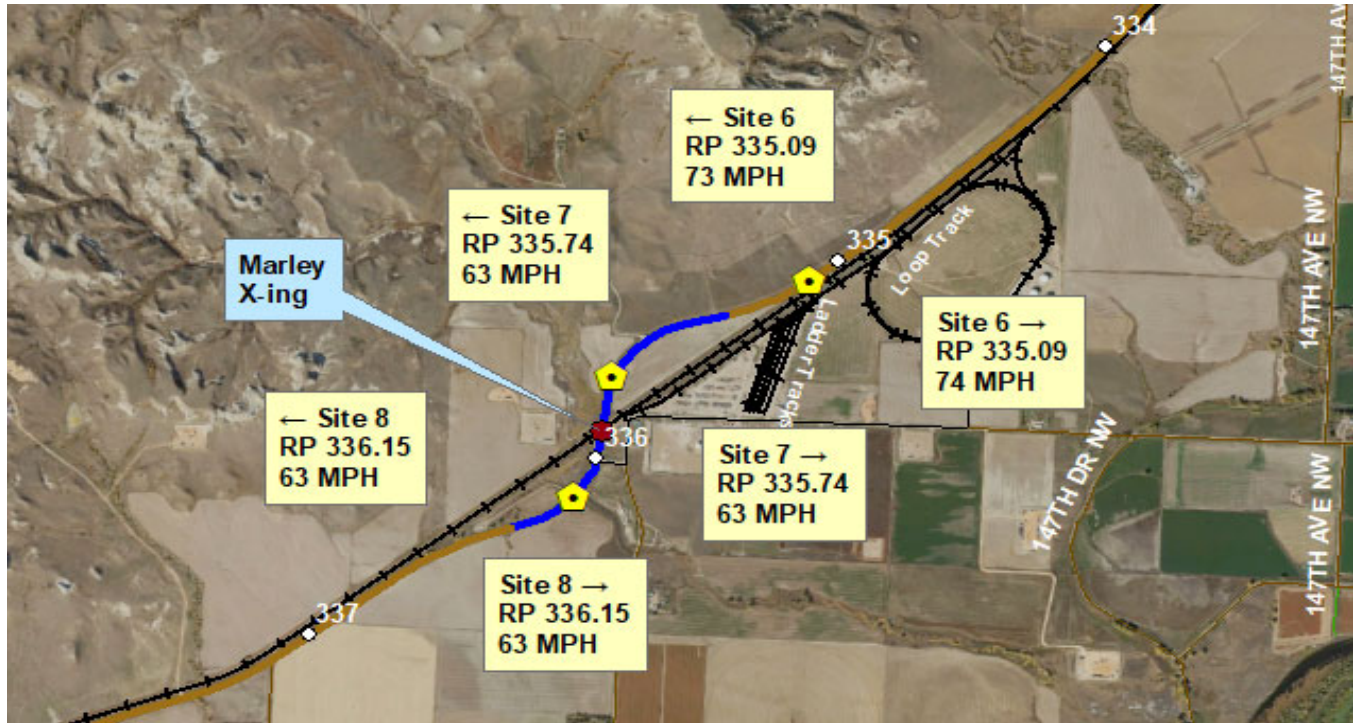 334
147TH AV
← Site 6
RP 335.09
73 MPH
← Site 7
RP 335.74
63 MPH
335
Loop Track
147TH AVE NW
Marley
X-ing
Ladder Tracks
Site 6 →
RP 335.09
74 MPH
← Site 8
RP 336.15
63 MPH
336
Site 7 →
RP 335.74
63 MPH
147TH DR NW
147TH AVE NW
Site 8 →
RP 336.15
63 MPH
337